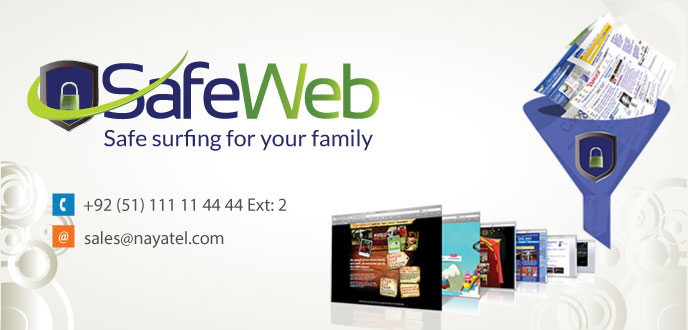 SafeWeb
Safe surfing for your family
+92 (51) 111 11 44 44 Ext: 2
@ sales@nayatel.com